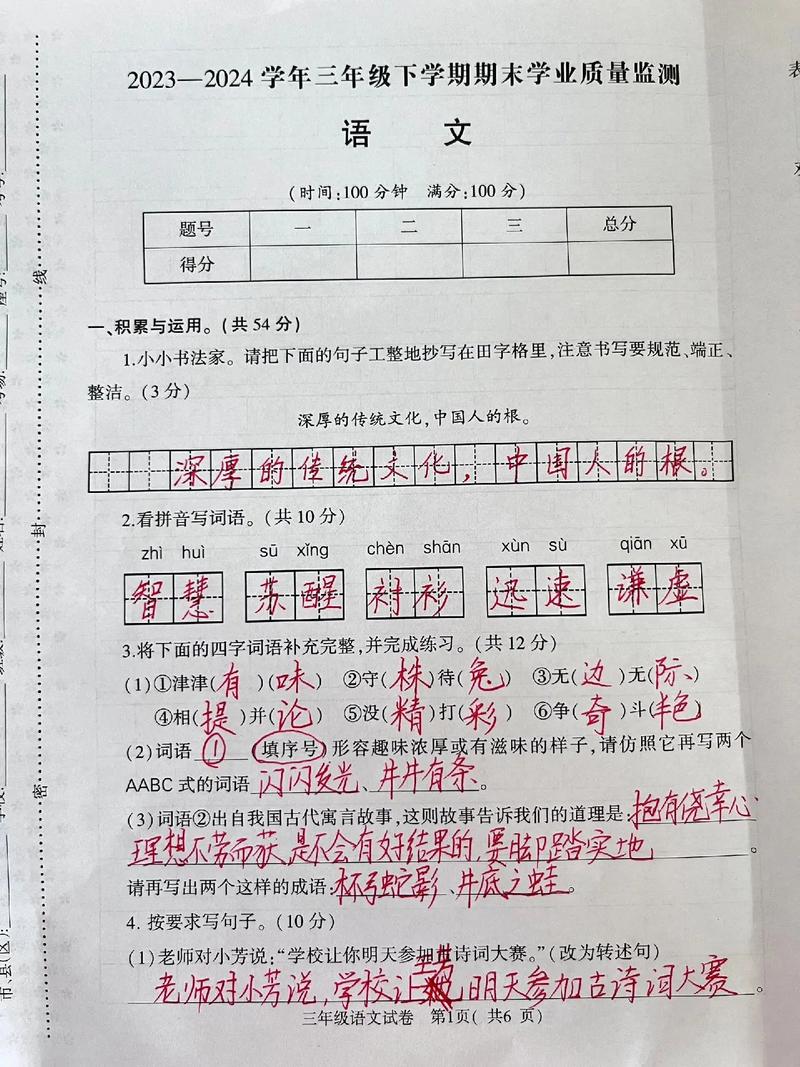 2023—2024 学年三年级下学期期末学业质量监测
语 文
(时间:100分钟 满分:100分)
题号 一 二 三 总分
得分
一、积累与运用。(共54分)
1.小小书法家。请把下面的句子工整地抄写在田字格里,注意书写要规范、端正、
整洁。(3分)
深厚的传统文化,中国人的根。
深厚的传统文化,中国人的根。
2.看拼音写词语。(共10分)
zhì huì sū xǐng chèn shān xùn sù qiān xū
智慧 苏醒 衬衫 迅速 谦虚
3.将下面的四字词语补充完整,并完成练习。(共12分)
(1)①津津(有)(味) ②守(株)待(兔) ③无(边)无(际)
④相(提)并(论) ⑤没(精)打(彩) ⑥争(奇)斗(艳)
(2)词语 ① (填序号)形容趣味浓厚或有滋味的样子,请仿照它再写两个
AABC式的词语 闪闪发光、井井有条。
(3)词语②出自我国古代寓言故事,这则故事告诉我们的道理是:抱有侥幸心
理想不劳而获,是不会有好结果的,要脚踏实地。
请再写出两个这样的成语:杯弓蛇影、井底之蛙。
4. 按要求写句子。(10分)
(1)老师对小芳说:“学校让你明天参加古诗词大赛。”(改为转述句)
老师对小芳说,学校让 明天参加古诗词大赛。
三年级语文试卷 第1页( 共6 页)
线
封
密
市、县(区):
表